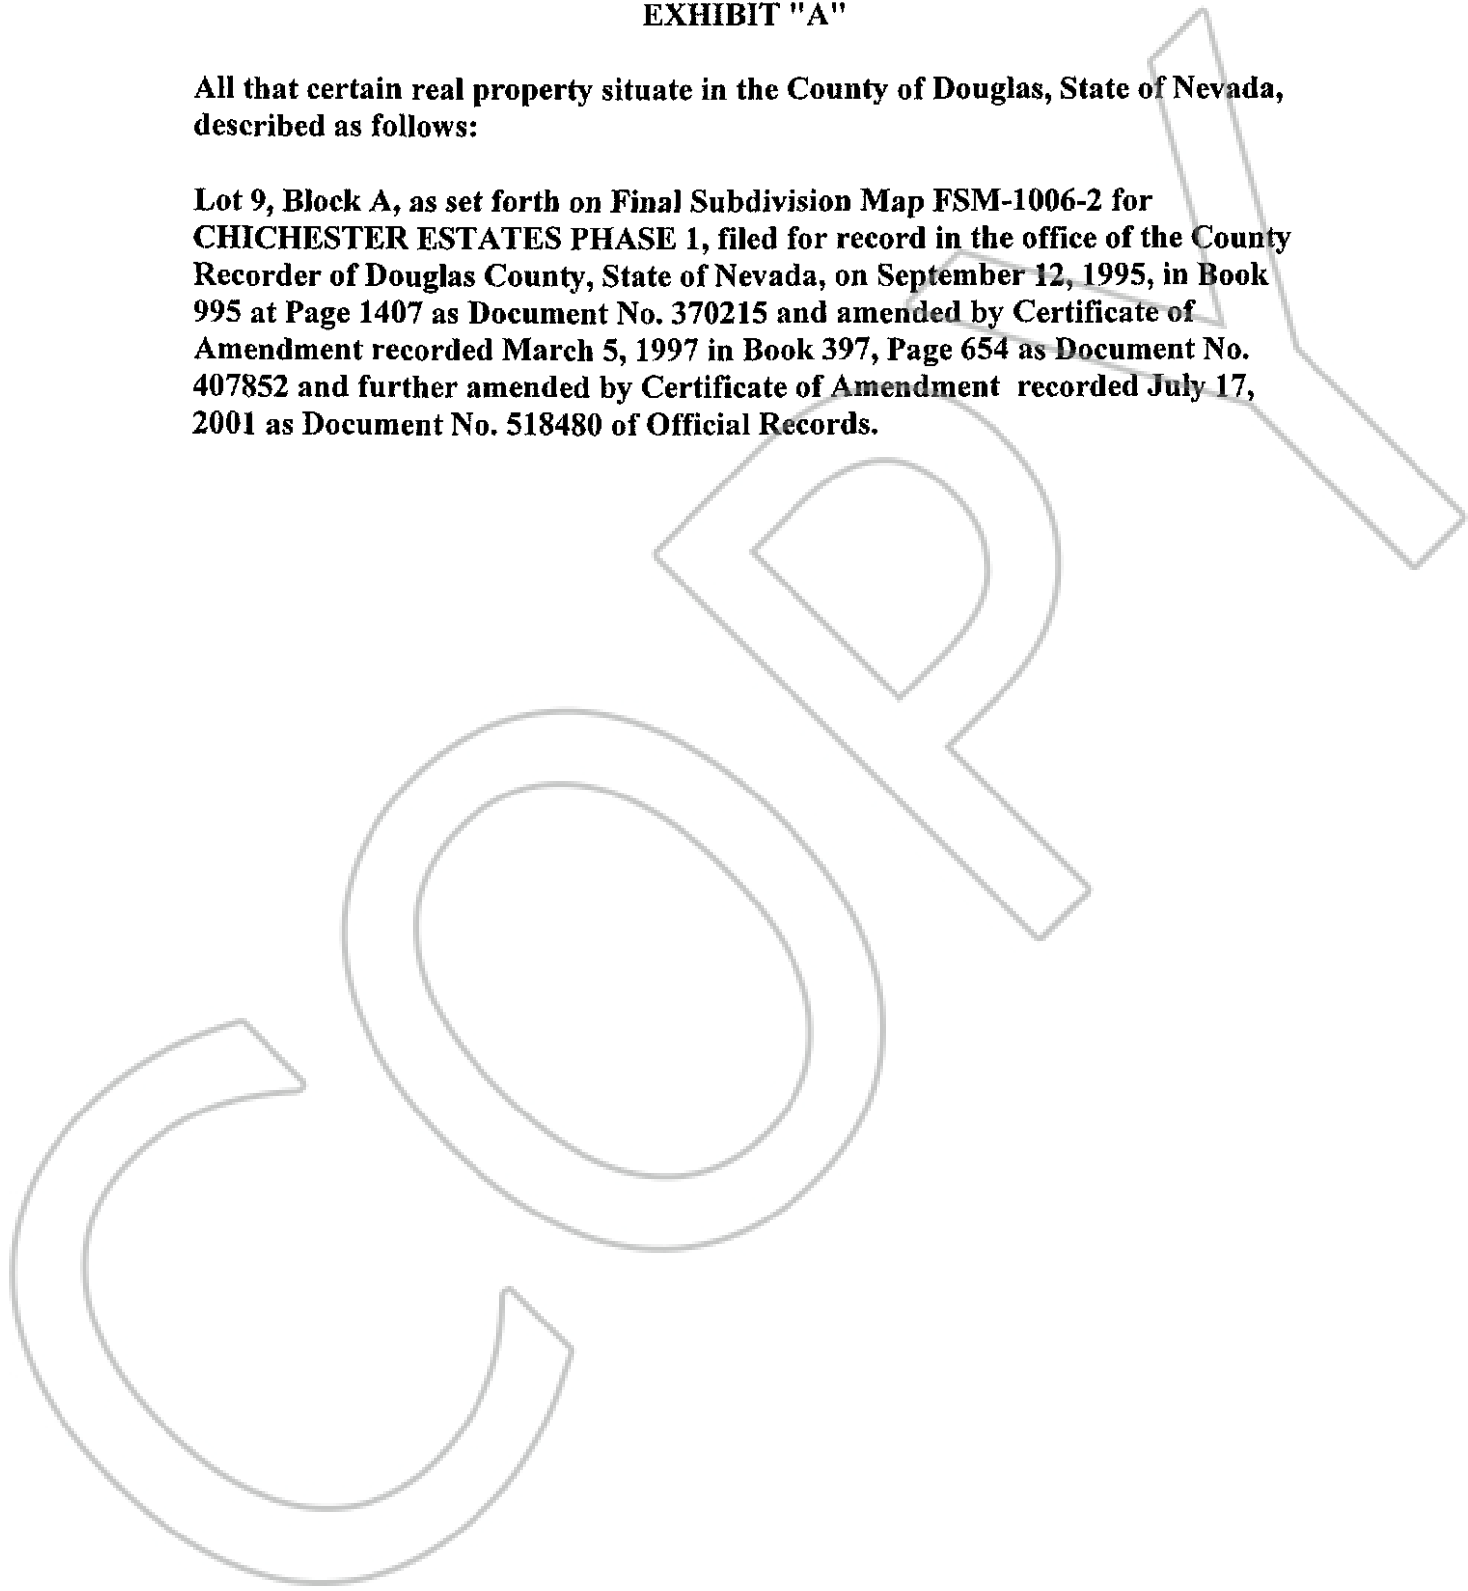 EXHIBIT "A"
All that certain real property situate in the County of Douglas, State of Nevada,
described as follows:
Lot 9, Block A, as set forth on Final Subdivision Map FSM-1006-2 for
CHICHESTER ESTATES PHASE 1, filed for record in the office of the County
Recorder of Douglas County, State of Nevada, on September 12, 1995, in Book
995 at Page 1407 as Document No. 370215 and amended by Certificate of
Amendment recorded March 5, 1997 in Book 397, Page 654 as Document No.
407852 and further amended by Certificate of Amendment recorded July 17,
2001 as Document No. 518480 of Official Records.
COPY